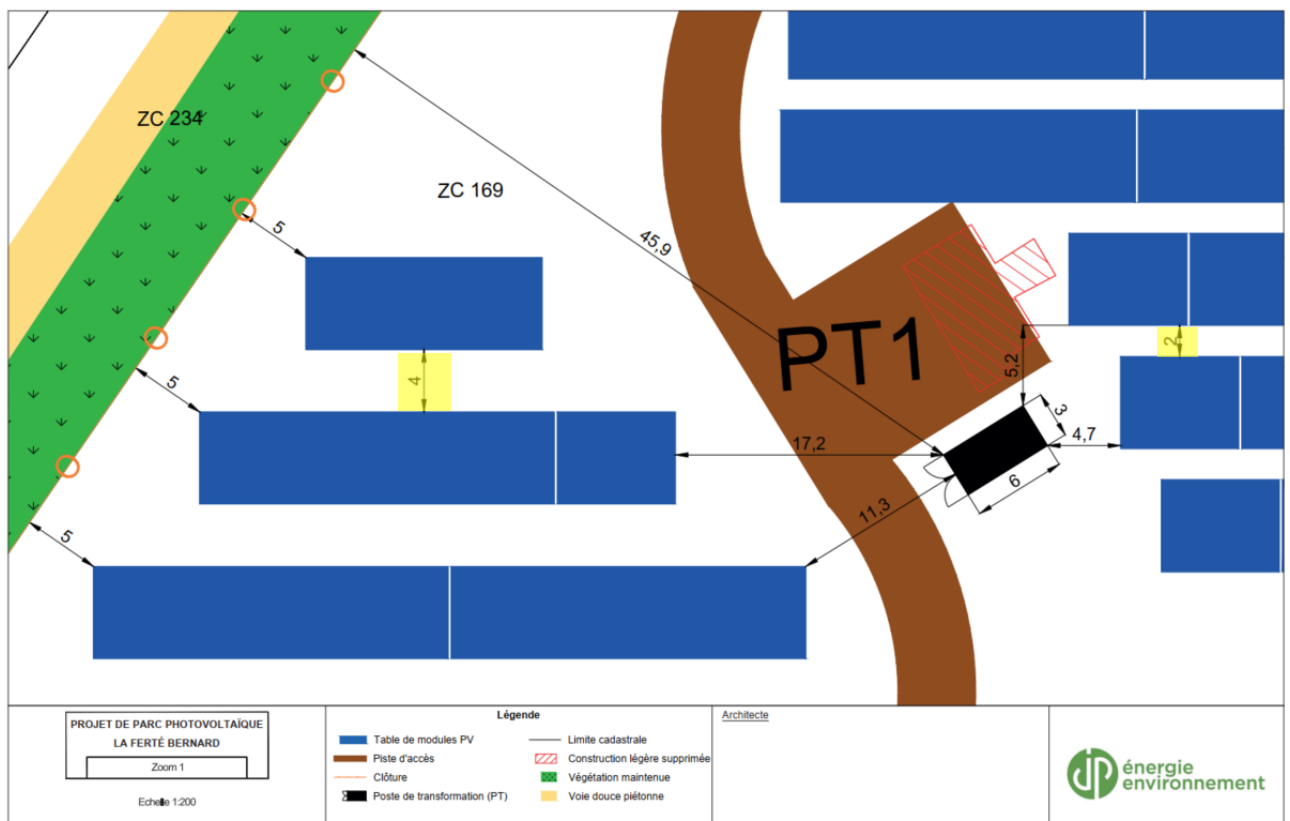 ZC 234
ZC 169
5
45,9
5
4
5
17,2
11,3
PT1
5,2
3
4,7
6
2
PROJET DE PARC PHOTOVOLTAÏQUE
LA FERTÉ BERNARD
Zoom 1
Echelle 1:200
Légende
Table de modules PV
Piste d'accès
Clôture
Poste de transformation (PT)
Limite cadastrale
Construction légère supprimée
Végétation maintenue
Voie douce piétonne
Architecte
JP énergie
environnement